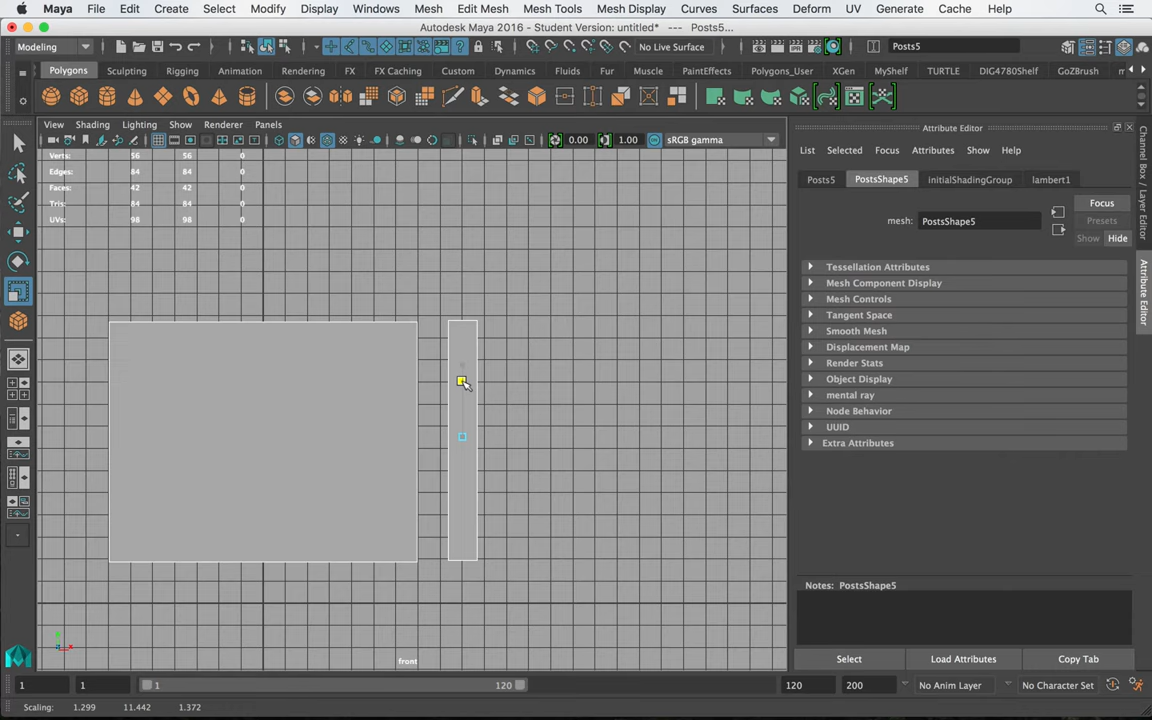 Maya File Edit Create Select Modify Display Windows Mesh Edit Mesh Mesh Tools Mesh Display Curves Surfaces Deform UV Generate Cache Help
Autodesk Maya 2016 - Student Version: untitled* --- Posts5...
Modeling No Live Surface Posts5
Polygons Sculpting Rigging Animation Rendering FX FX Caching Custom Dynamics Fluids Fur Muscle PaintEffects Polygons_User XGen MyShelf TURTLE DIG4780Shelf GoZBrush
View Shading Lighting Show Renderer Panels
0.00 1.00 sRGB gamma
Verts: 56 56 0
Edges: 84 84 0
Faces: 42 42 0
Tris: 84 84 0
UVs: 98 98 0
front
Attribute Editor
List Selected Focus Attributes Show Help
Posts5 PostsShape5 initialShadingGroup lambert1
Focus
mesh: PostsShape5 Presets
Show Hide
Tessellation Attributes
Mesh Component Display
Mesh Controls
Tangent Space
Smooth Mesh
Displacement Map
Render Stats
Object Display
mental ray
Node Behavior
UUID
Extra Attributes
Notes: PostsShape5
Select Load Attributes Copy Tab
Channel Box / Layer Editor
Attribute Editor
1 1 1 120 120 200 No Anim Layer No Character Set
Scaling: 1.299 11.442 1.372